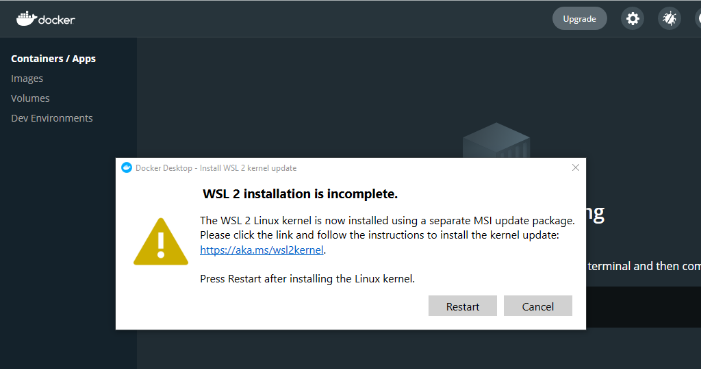 docker
Upgrade
Containers / Apps
Images
Volumes
Dev Environments
Docker Desktop - Install WSL 2 kernel update
WSL 2 installation is incomplete.
The WSL 2 Linux kernel is now installed using a separate MSI update package.
Please click the link and follow the instructions to install the kernel update:
https://aka.ms/wsl2kernel.
Press Restart after installing the Linux kernel.
Restart
Cancel
ng
terminal and then com